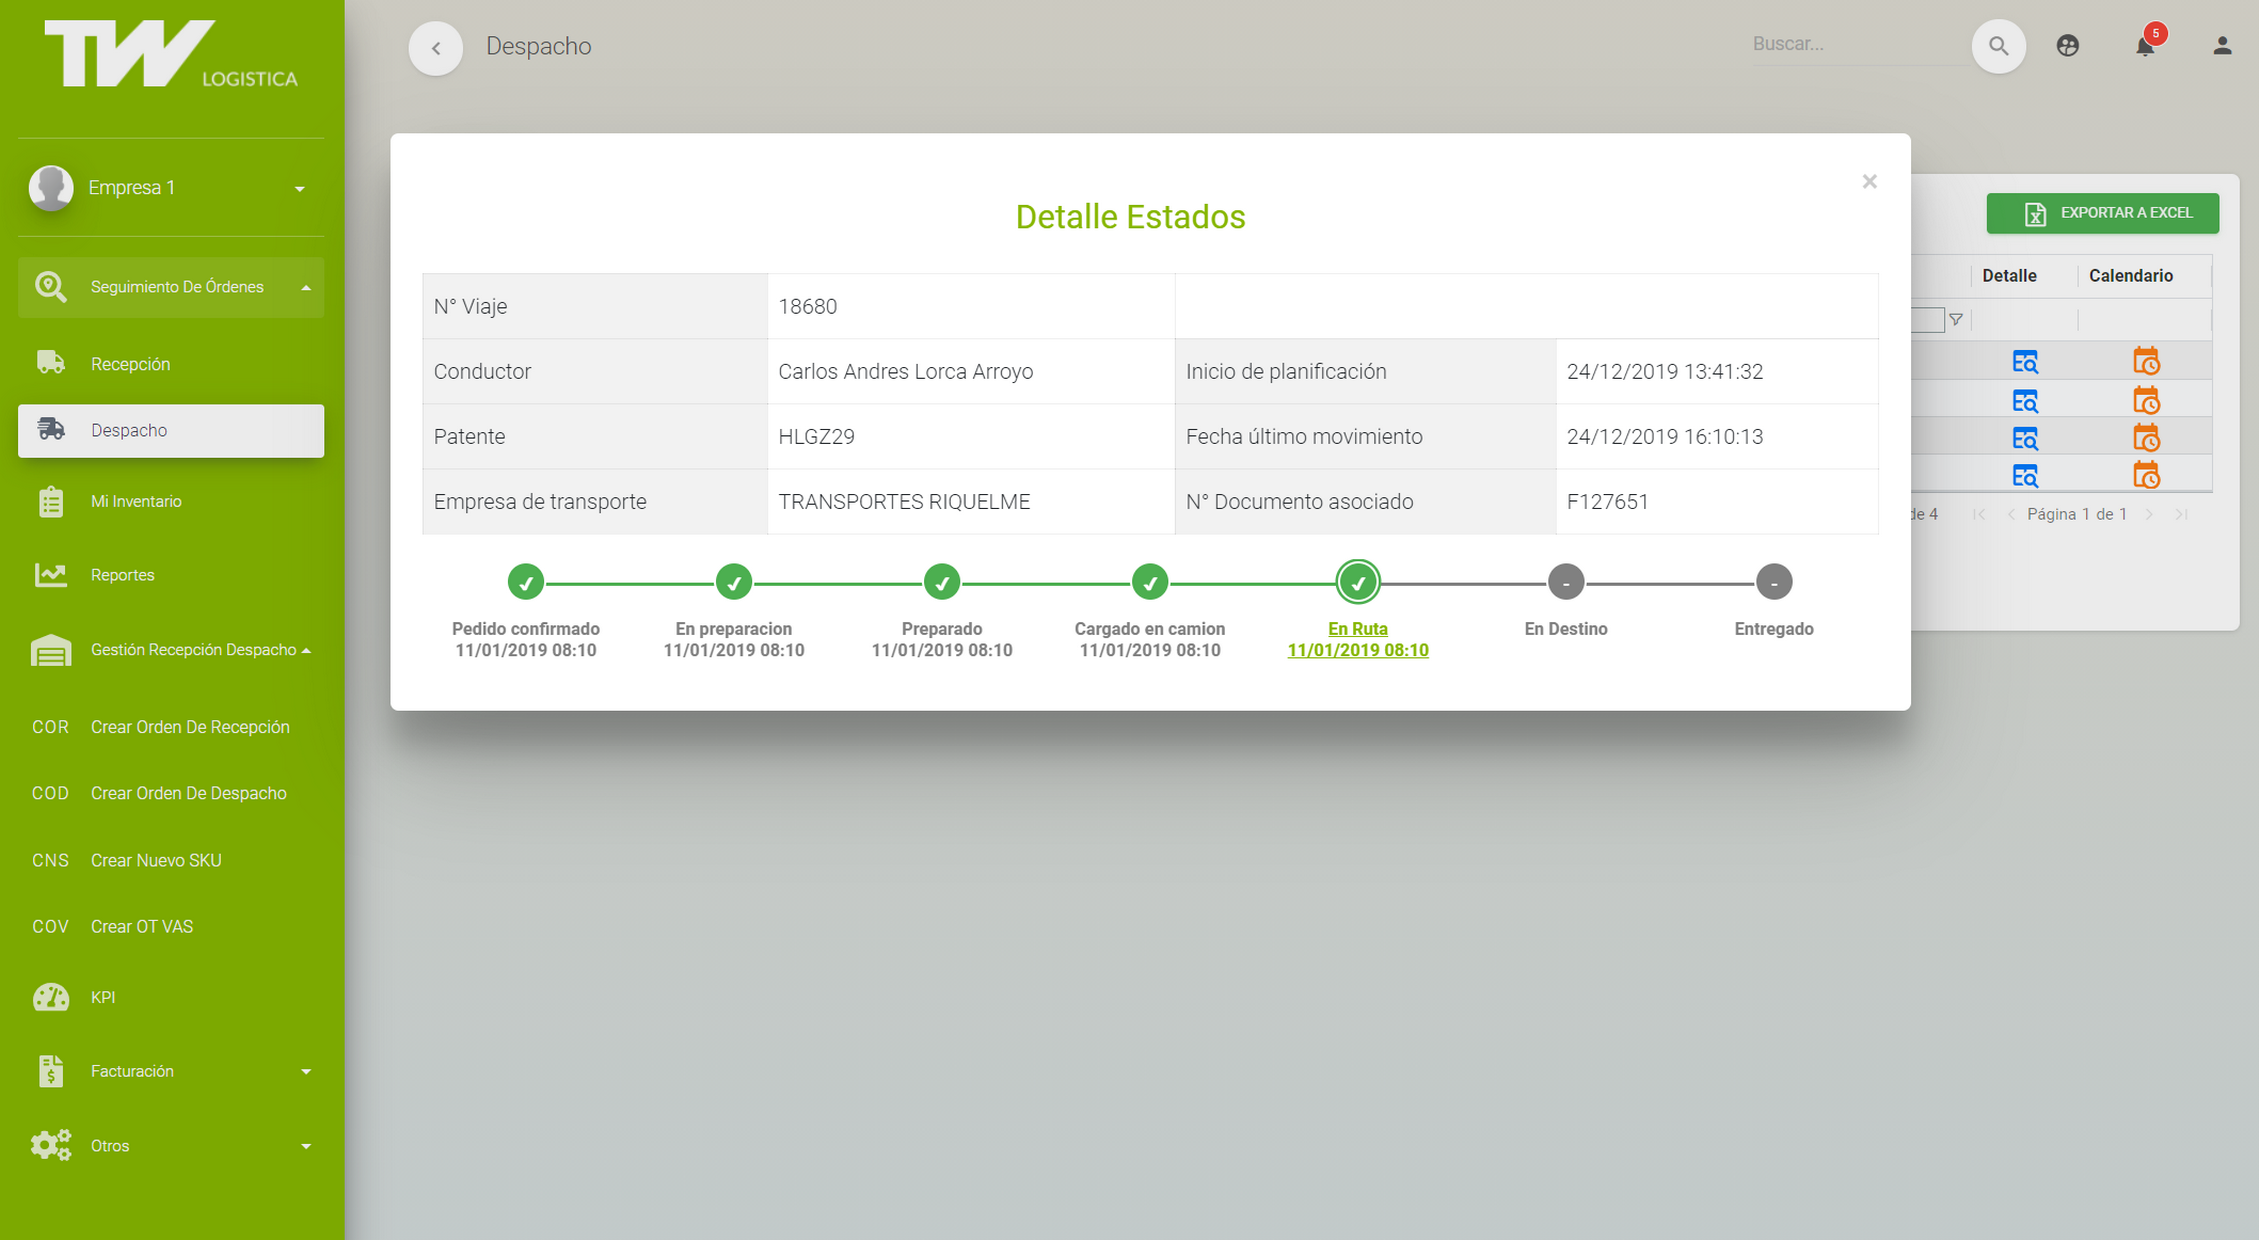 TW LOGISTICA
Despacho
Buscar...
5
Empresa 1
Seguimiento De Órdenes
Recepción
Despacho
Mi Inventario
Reportes
Gestión Recepción Despacho
COR Crear Orden De Recepción
COD Crear Orden De Despacho
CNS Crear Nuevo SKU
COV Crear OT VAS
KPI
Facturación
Otros
×
Detalle Estados
N° Viaje 18680
Conductor Carlos Andres Lorca Arroyo Inicio de planificación 24/12/2019 13:41:32
Patente HLGZ29 Fecha último movimiento 24/12/2019 16:10:13
Empresa de transporte TRANSPORTES RIQUELME N° Documento asociado F127651
Pedido confirmado
11/01/2019 08:10
En preparacion
11/01/2019 08:10
Preparado
11/01/2019 08:10
Cargado en camion
11/01/2019 08:10
En Ruta
11/01/2019 08:10
En Destino
Entregado
EXPORTAR A EXCEL
Detalle Calendario
de 4 Página 1 de 1